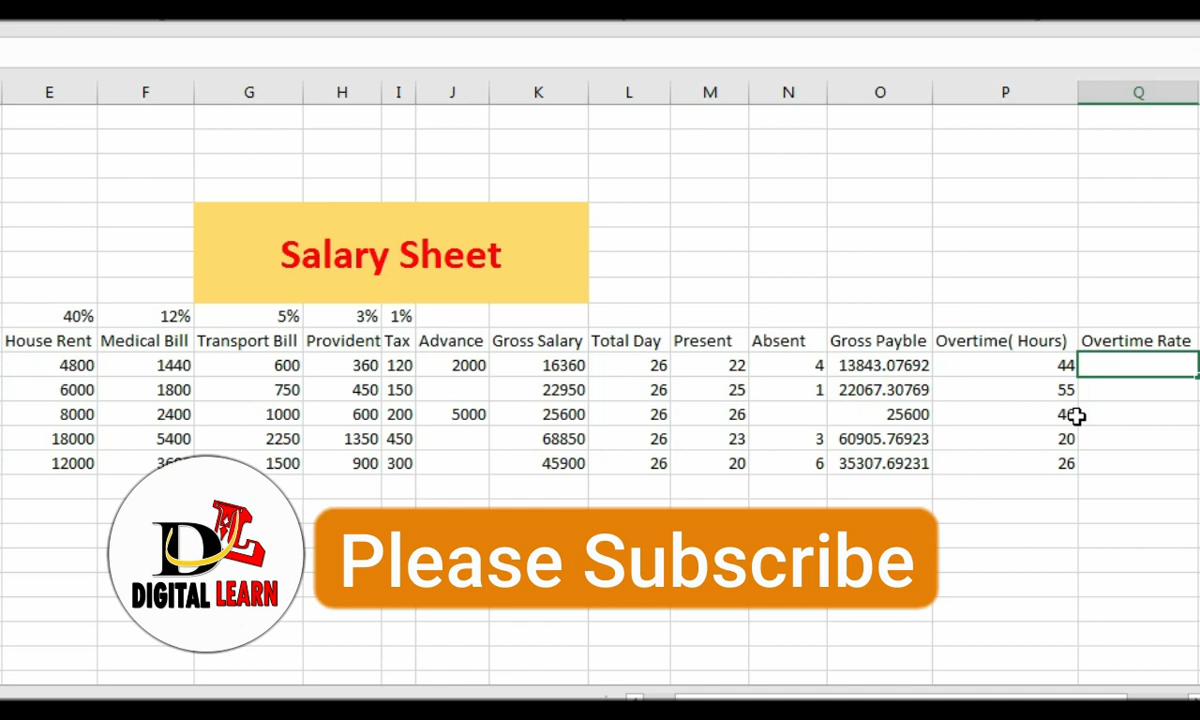 E F G H I J K L M N O P Q
Salary Sheet
40% 12% 5% 3% 1%
House Rent Medical Bill Transport Bill Provident Tax Advance Gross Salary Total Day Present Absent Gross Payble Overtime( Hours) Overtime Rate
4800 1440 600 360 120 2000 16360 26 22 4 13843.07692 44
6000 1800 750 450 150 22950 26 25 1 22067.30769 55
8000 2400 1000 600 200 5000 25600 26 26 25600 46
18000 5400 2250 1350 450 68850 26 23 3 60905.76923 20
12000 1500 900 300 45900 26 20 6 35307.69231 26
DL
DIGITAL LEARN
Please Subscribe